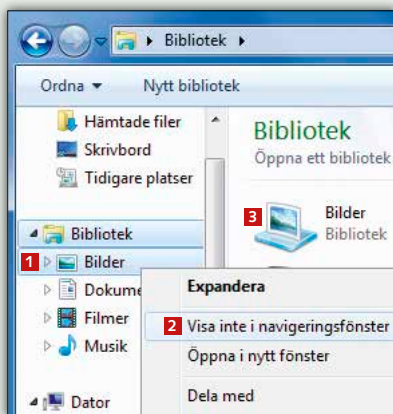 Bibliotek
Ordna
Nytt bibliotek
Hämtade filer
Skrivbord
Tidigare platser
Bibliotek
1 Bilder
Filmer
Musik
Dator
Bibliotek
Öppna ett bibliotek
3 Bilder
Bibliotek
Expandera
2 Visa inte i navigeringsfönster
Öppna i nytt fönster
Dela med